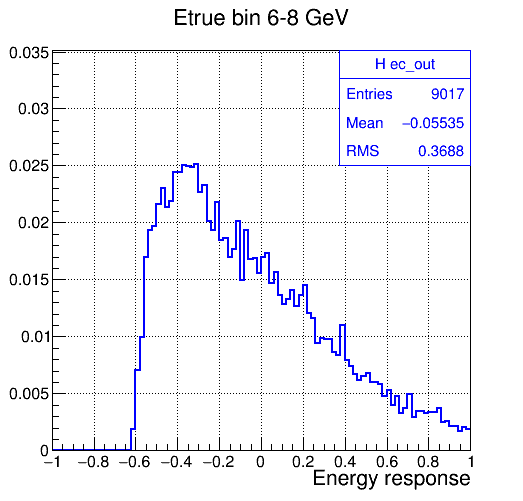 Etrue bin 6-8 GeV
H ec_out
Entries 9017
Mean −0.05535
RMS 0.3688
0.035
0.03
0.025
0.02
0.015
0.01
0.005
0
−1 −0.8 −0.6 −0.4 −0.2 0 0.2 0.4 0.6 0.8 1
Energy response